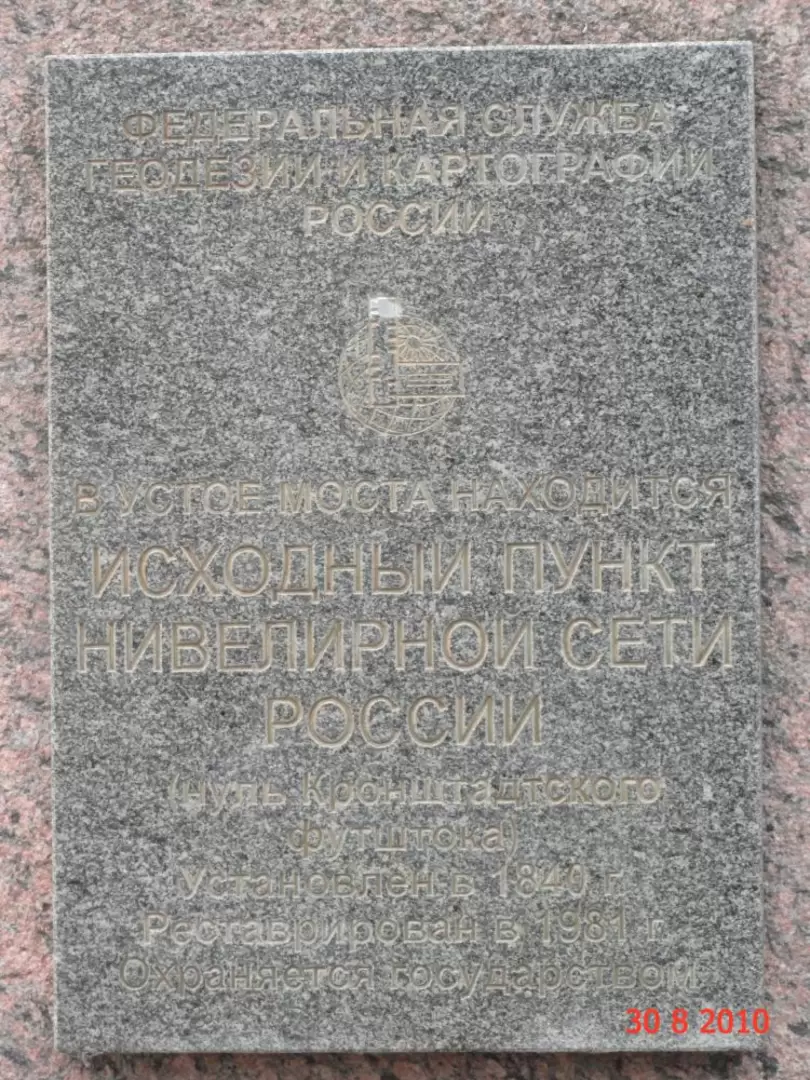 ФЕДЕРАЛЬНАЯ СЛУЖБА
ГЕОДЕЗИИ И КАРТОГРАФИИ
РОССИИ
В УСТОЕ МОСТА НАХОДИТСЯ
ИСХОДНЫЙ ПУНКТ
НИВЕЛИРНОЙ СЕТИ
РОССИИ
(нуль Кронштадтского
футштока)
Установлен в 1840 г.
Реставрирован в 1981 г.
Охраняется государством
30 8 2010